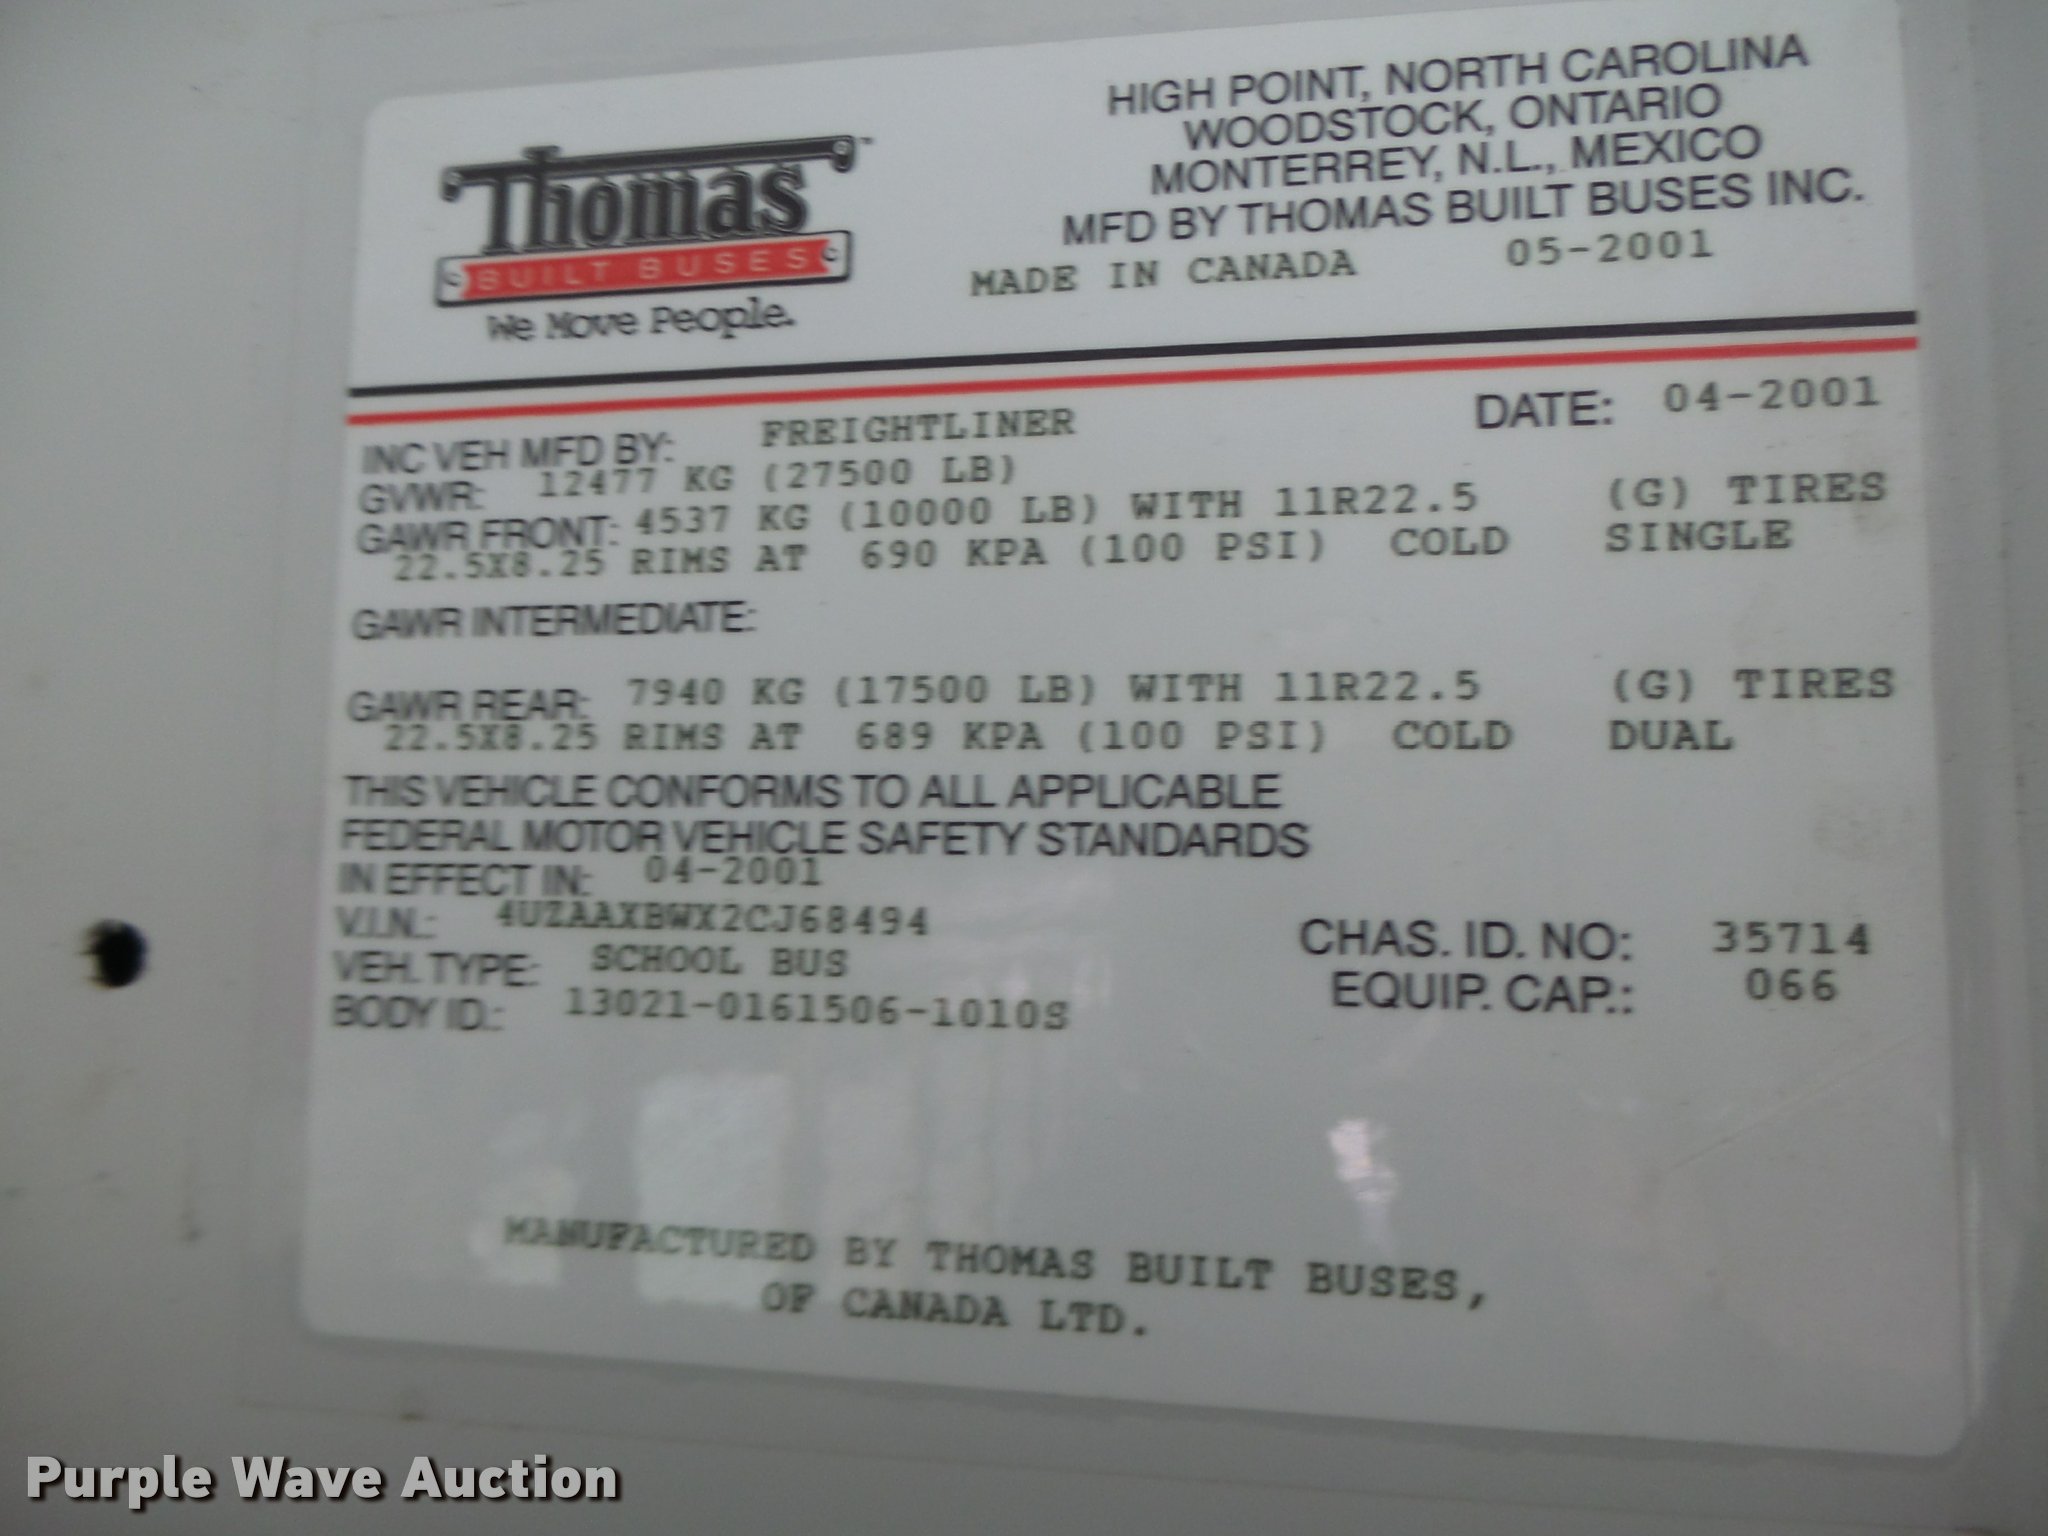 Thomas™
BUILT BUSES
We Move People.
HIGH POINT, NORTH CAROLINA
WOODSTOCK, ONTARIO
MONTERREY, N.L., MEXICO
MFD BY THOMAS BUILT BUSES INC.
MADE IN CANADA 05-2001
INC VEH MFD BY: FREIGHTLINER DATE: 04-2001
GVWR: 12477 KG (27500 LB)
GAWR FRONT: 4537 KG (10000 LB) WITH 11R22.5 (G) TIRES
22.5X8.25 RIMS AT 690 KPA (100 PSI) COLD SINGLE
GAWR INTERMEDIATE:
GAWR REAR: 7940 KG (17500 LB) WITH 11R22.5 (G) TIRES
22.5X8.25 RIMS AT 689 KPA (100 PSI) COLD DUAL
THIS VEHICLE CONFORMS TO ALL APPLICABLE
FEDERAL MOTOR VEHICLE SAFETY STANDARDS
IN EFFECT IN: 04-2001
V.I.N.: 4UZAAXBWX2CJ68494 CHAS. ID. NO: 35714
VEH. TYPE: SCHOOL BUS EQUIP. CAP.: 066
BODY ID.: 13021-0161506-1010S
MANUFACTURED BY THOMAS BUILT BUSES,
OF CANADA LTD.
Purple Wave Auction